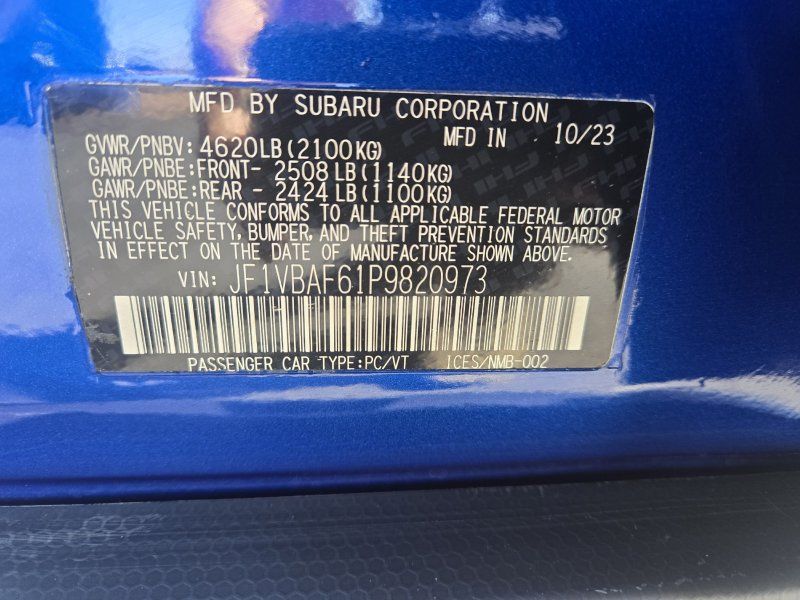 MFD BY SUBARU CORPORATION
MFD IN 10/23
GVWR/PNBV: 4620LB (2100KG)
GAWR/PNBE: FRONT- 2508 LB (1140KG)
GAWR/PNBE: REAR - 2424 LB (1100KG)
THIS VEHICLE CONFORMS TO ALL APPLICABLE FEDERAL MOTOR
VEHICLE SAFETY, BUMPER, AND THEFT PREVENTION STANDARDS
IN EFFECT ON THE DATE OF MANUFACTURE SHOWN ABOVE.
VIN: JF1VBAF61P9820973
PASSENGER CAR TYPE:PC/VT ICES/NMB-002